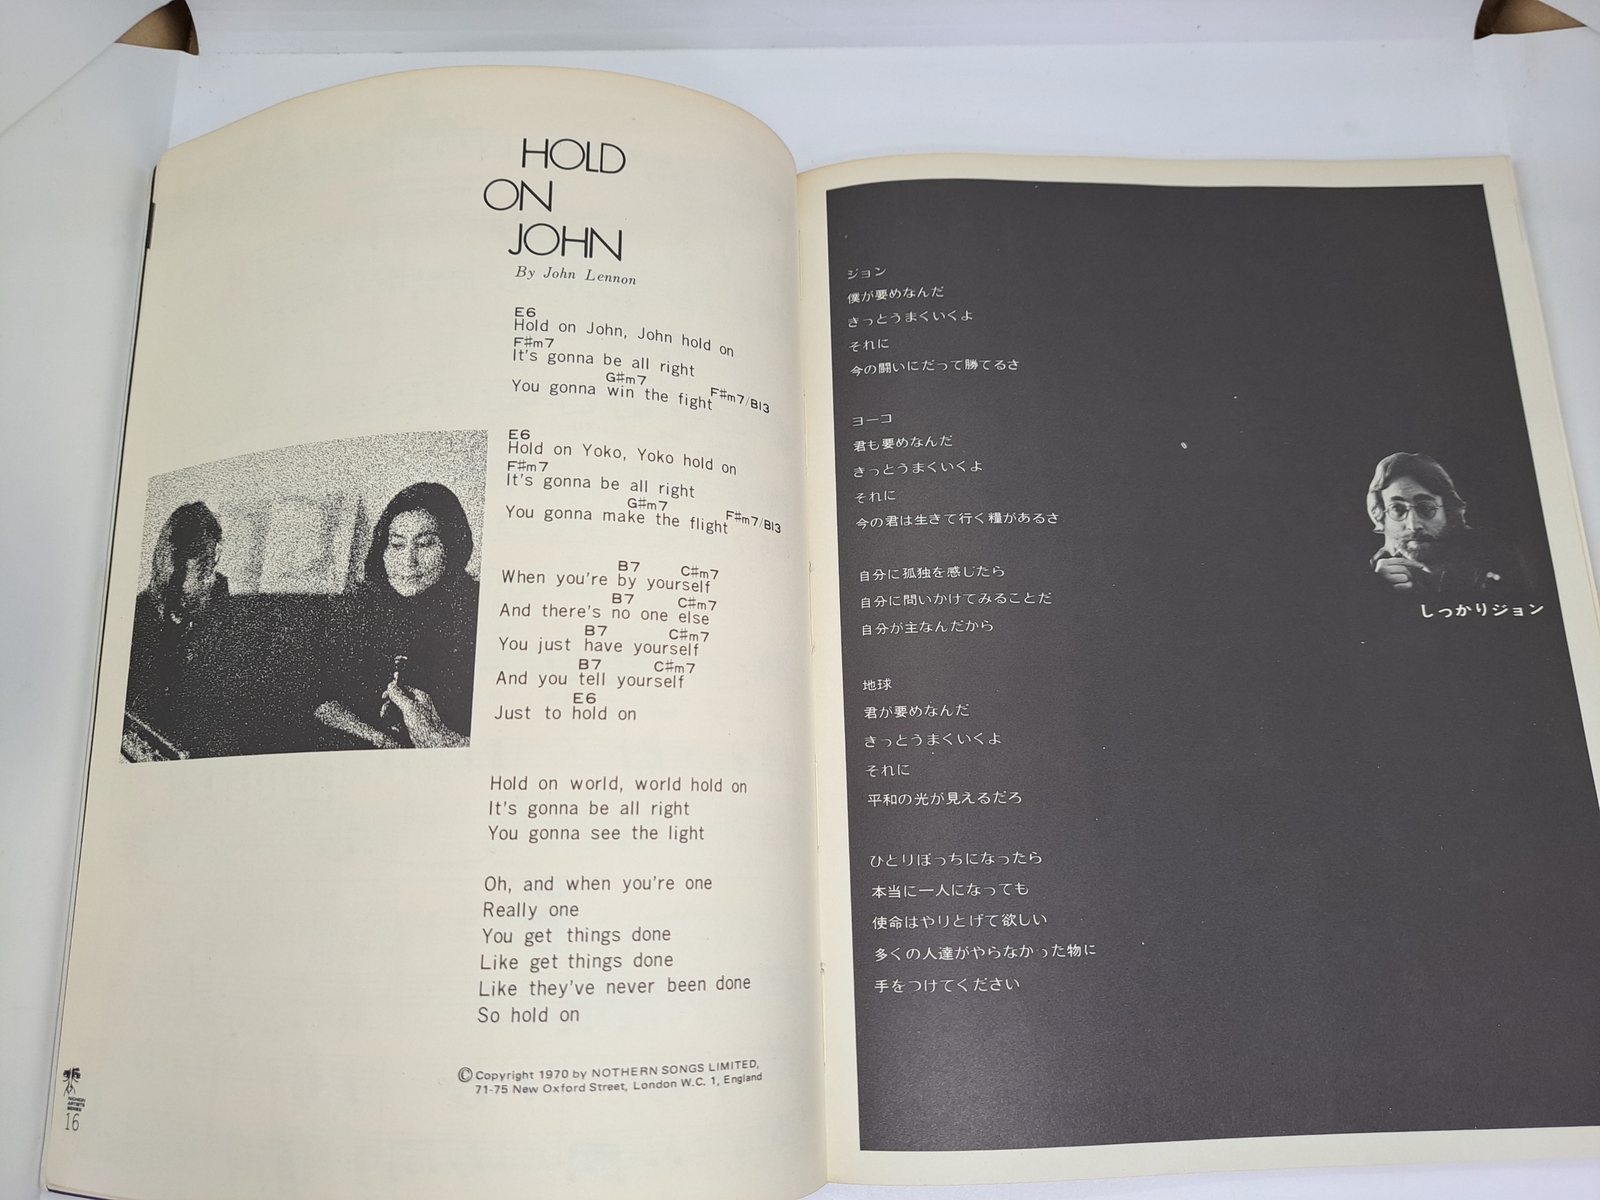 HOLD
ON
JOHN
By John Lennon
E6
Hold on John, John hold on
F#m7
It's gonna be all right
G#m7 F#m7/B13
You gonna win the fight
E6
Hold on Yoko, Yoko hold on
F#m7
It's gonna be all right
G#m7 F#m7/B13
You gonna make the flight
B7 C#m7
When you're by yourself
B7 C#m7
And there's no one else
B7 C#m7
You just have yourself
B7 C#m7
And you tell yourself
E6
Just to hold on
Hold on world, world hold on
It's gonna be all right
You gonna see the light
Oh, and when you're one
Really one
You get things done
Like get things done
Like they've never been done
So hold on
© Copyright 1970 by NOTHERN SONGS LIMITED,
71-75 New Oxford Street, London W.C. 1, England
ARTISTS
SERIES
16
ジョン
僕が要めなんだ
きっとうまくいくよ
それに
今の闘いにだって勝てるさ
ヨーコ
君も要めなんだ
きっとうまくいくよ
それに
今の君は生きて行く糧があるさ
自分に孤独を感じたら
自分に問いかけてみることだ
自分が主なんだから
地球
君が要めなんだ
きっとうまくいくよ
それに
平和の光が見えるだろ
ひとりぼっちになったら
本当に一人になっても
使命はやりとげて欲しい
多くの人達がやらなかった物に
手をつけてください
しっかりジョン